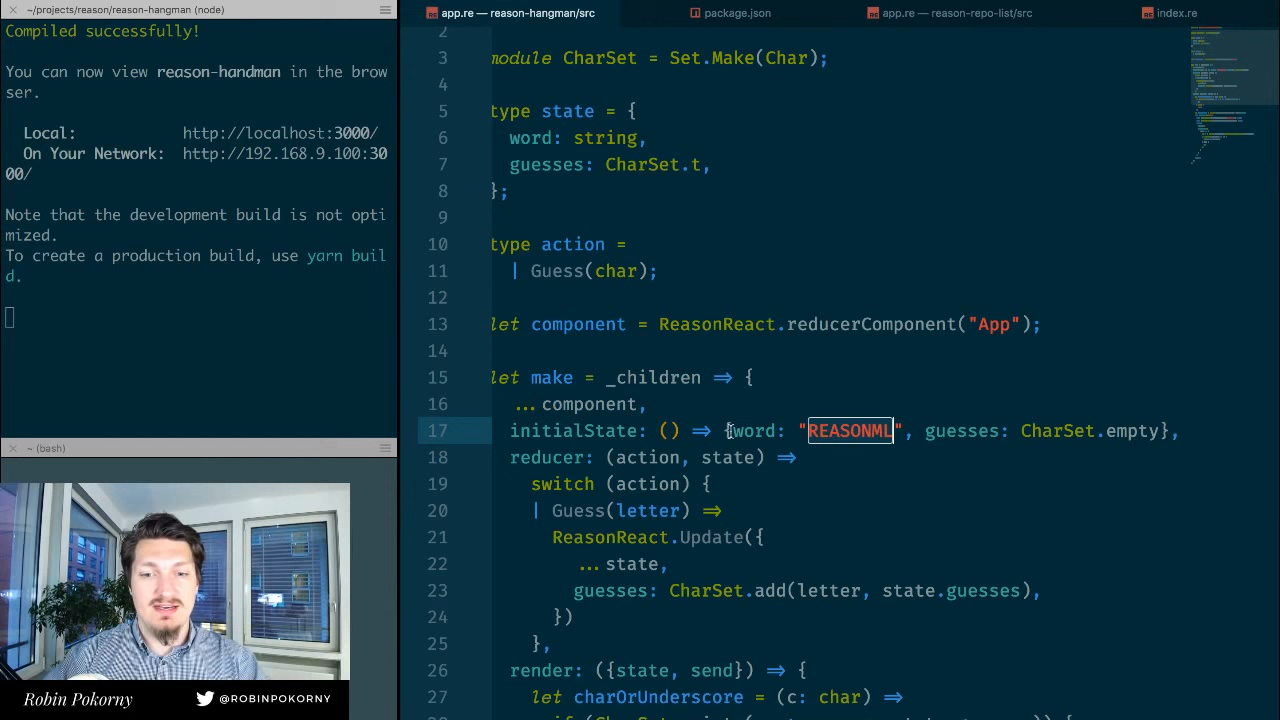 ~/projects/reason/reason-hangman (node)
Compiled successfully!
You can now view reason-handman in the brow
ser.
Local: http://localhost:3000/
On Your Network: http://192.168.9.100:30
00/
Note that the development build is not opti
mized.
To create a production build, use yarn buil
d.
~ (bash)
Robin Pokorny
@ROBINPOKORNY
app.re — reason-hangman/src
package.json
app.re — reason-repo-list/src
index.re
2
3 module CharSet = Set.Make(Char);
4
5 type state = {
6 word: string,
7 guesses: CharSet.t,
8 };
9
10 type action =
11 | Guess(char);
12
13 let component = ReasonReact.reducerComponent("App");
14
15 let make = _children => {
16 ...component,
17 initialState: () => {word: "REASONML", guesses: CharSet.empty},
18 reducer: (action, state) =>
19 switch (action) {
20 | Guess(letter) =>
21 ReasonReact.Update({
22 ...state,
23 guesses: CharSet.add(letter, state.guesses),
24 })
25 },
26 render: ({state, send}) => {
27 let charOrUnderscore = (c: char) =>